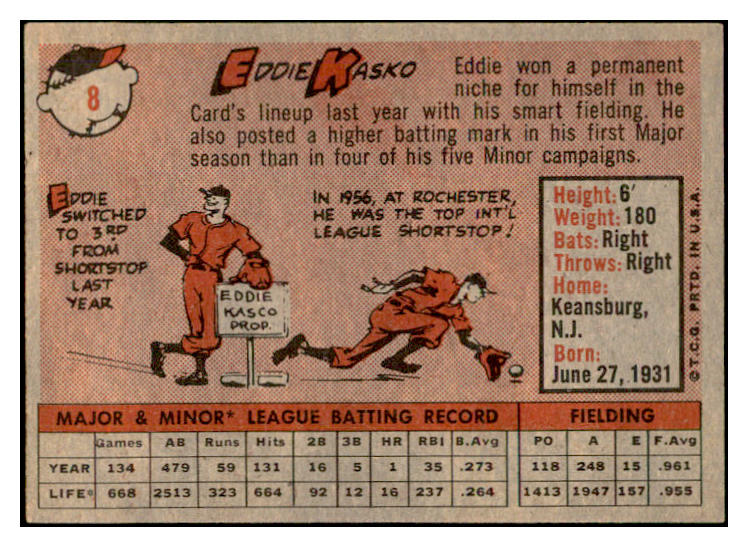 8
EDDIE KASKO
Eddie won a permanent
niche for himself in the
Card's lineup last year with his smart fielding. He
also posted a higher batting mark in his first Major
season than in four of his five Minor campaigns.
EDDIE
SWITCHED
TO 3RD
FROM
SHORTSTOP
LAST
YEAR
EDDIE
KASCO
PROP.
IN 1956, AT ROCHESTER,
HE WAS THE TOP INT'L
LEAGUE SHORTSTOP!
Height: 6'
Weight: 180
Bats: Right
Throws: Right
Home:
Keansburg,
N.J.
Born:
June 27, 1931
© T.C.G. PRTD. IN U.S.A.
MAJOR & MINOR* LEAGUE BATTING RECORD FIELDING
Games AB Runs Hits 2B 3B HR RBI B.Avg PO A E F.Avg
YEAR 134 479 59 131 16 5 1 35 .273 118 248 15 .961
LIFE* 668 2513 323 664 92 12 16 237 .264 1413 1947 157 .955